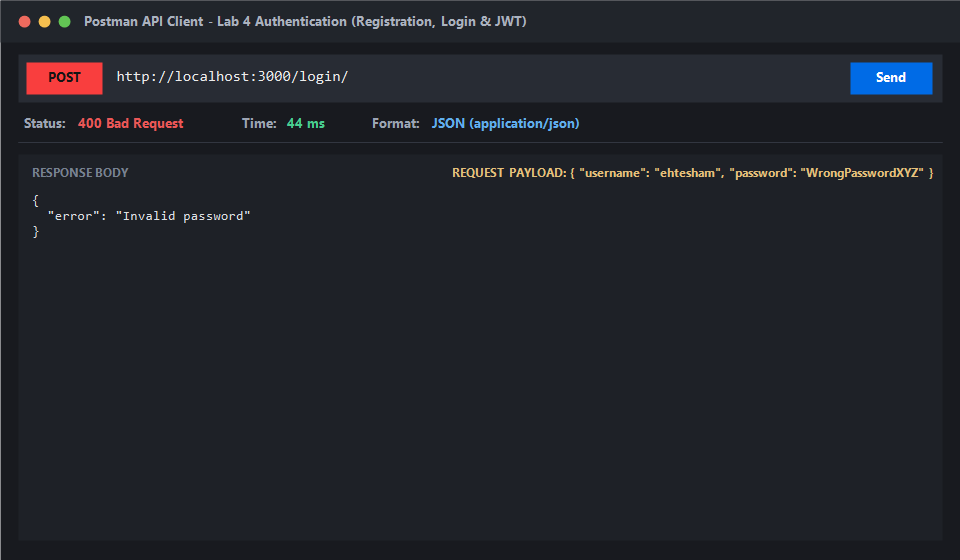 Postman API Client - Lab 4 Authentication (Registration, Login & JWT)
POST http://localhost:3000/login/ Send
Status: 400 Bad Request Time: 44 ms Format: JSON (application/json)
RESPONSE BODY REQUEST PAYLOAD: { "username": "ehtesham", "password": "WrongPasswordXYZ" }
{
  "error": "Invalid password"
}